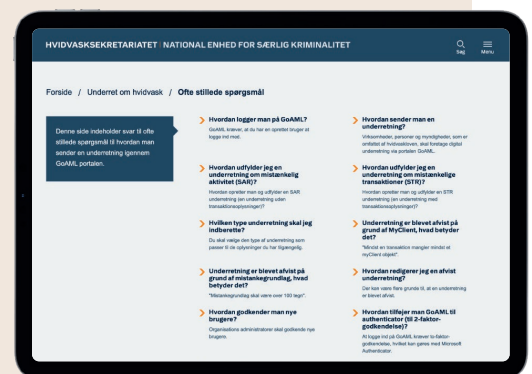 HVIDVASKSEKRETARIATET | NATIONAL ENHED FOR SÆRLIG KRIMINALITET
Søg
Menu
Forside / Underret om hvidvask / Ofte stillede spørgsmål
Denne side indeholder svar til ofte
stillede spørgsmål til hvordan man
sender en underretning igennem
GoAML portalen.
Hvordan logger man på GoAML?
GoAML kræver, at du har en oprettet bruger at
logge ind med.
Hvordan sender man en
underretning?
Virksomheder, personer og myndigheder, som er
omfattet af hvidvaskloven, skal foretage digital
underretning via portalen GoAML.
Hvordan udfylder jeg en
underretning om mistænkelig
aktivitet (SAR)?
Hvordan opretter man og udfylder en SAR
underretning (en underretning uden
transaktionsoplysninger)?
Hvordan udfylder jeg en
underretning om mistænkelige
transaktioner (STR)?
Hvordan opretter man og udfylder en STR
underretning (en underretning med
transaktionsoplysninger)?
Hvilken type underretning skal jeg
indberette?
Du skal vælge den type af underretning som
passer til de oplysninger du har tilgængelig.
Underretning er blevet afvist på
grund af MyClient, hvad betyder
det?
"Mindst en transaktion mangler mindst et
myClient objekt".
Underretning er blevet afvist på
grund af mistankegrundlag, hvad
betyder det?
"Mistankegrundlag skal være over 100 tegn".
Hvordan redigerer jeg en afvist
underretning?
Der kan være flere grunde til, at en underretning
er blevet afvist.
Hvordan godkender man nye
brugere?
Organisations administratorer skal godkende nye
brugere.
Hvordan tilføjer man GoAML til
authenticator (til 2-faktor-
godkendelse)?
At logge ind på GoAML kræver to-faktor-
godkendelse, hvilket kan gøres med Microsoft
Authenticator.